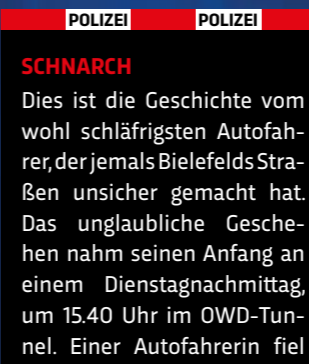 POLIZEI POLIZEI
SCHNARCH
Dies ist die Geschichte vom
wohl schläfrigsten Autofah-
rer, der jemals Bielefelds Stra-
ßen unsicher gemacht hat.
Das unglaubliche Gesche-
hen nahm seinen Anfang an
einem Dienstagnachmittag,
um 15.40 Uhr im OWD-Tun-
nel. Einer Autofahrerin fiel